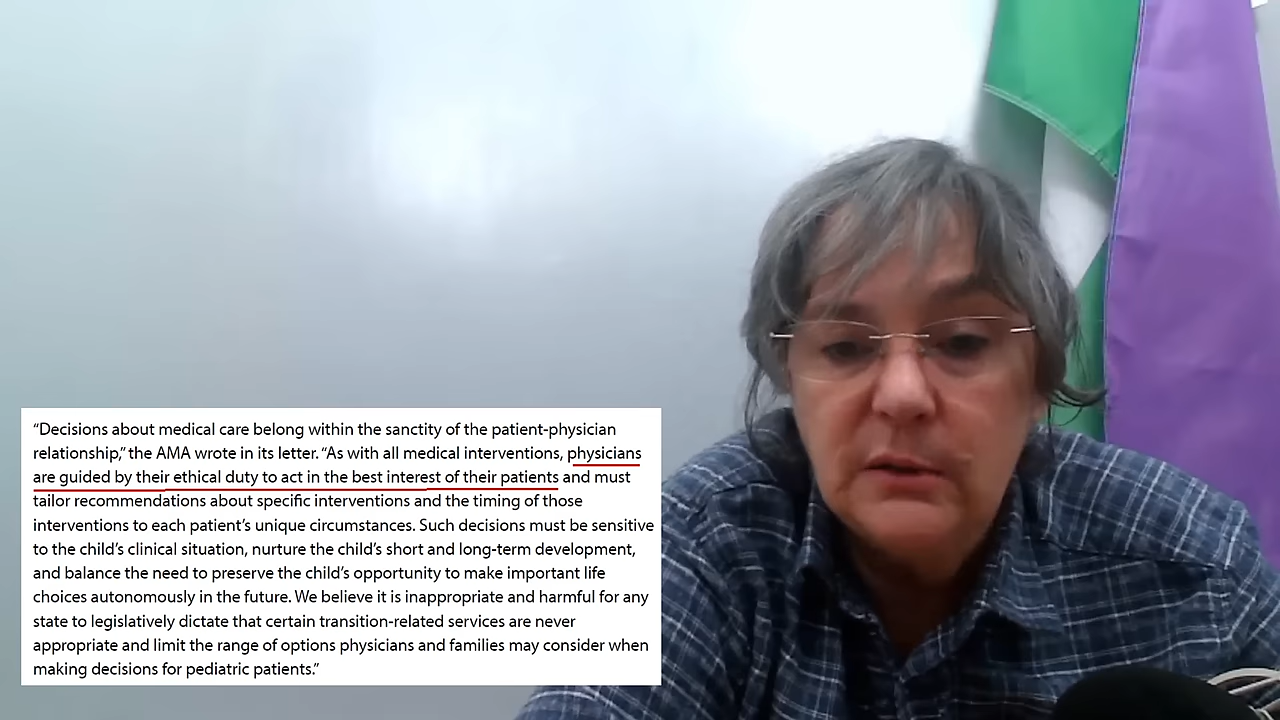 “Decisions about medical care belong within the sanctity of the patient-physician
relationship,” the AMA wrote in its letter. “As with all medical interventions, physicians
are guided by their ethical duty to act in the best interest of their patients and must
tailor recommendations about specific interventions and the timing of those
interventions to each patient’s unique circumstances. Such decisions must be sensitive
to the child’s clinical situation, nurture the child’s short and long-term development,
and balance the need to preserve the child’s opportunity to make important life
choices autonomously in the future. We believe it is inappropriate and harmful for any
state to legislatively dictate that certain transition-related services are never
appropriate and limit the range of options physicians and families may consider when
making decisions for pediatric patients.”